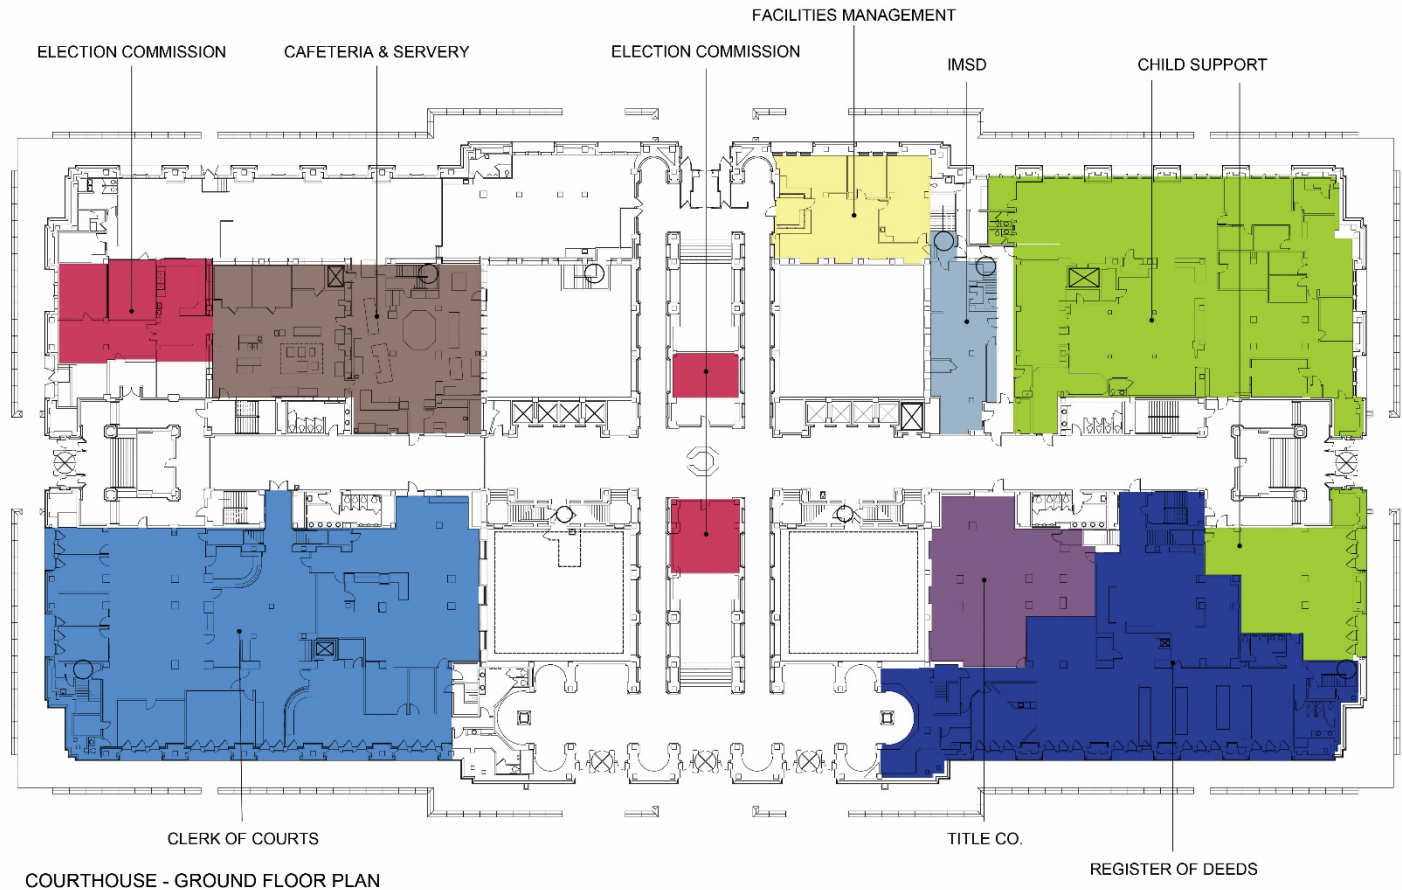 FACILITIES MANAGEMENT
ELECTION COMMISSION
CAFETERIA & SERVERY
ELECTION COMMISSION
IMSD
CHILD SUPPORT
CLERK OF COURTS
TITLE CO.
REGISTER OF DEEDS
COURTHOUSE - GROUND FLOOR PLAN